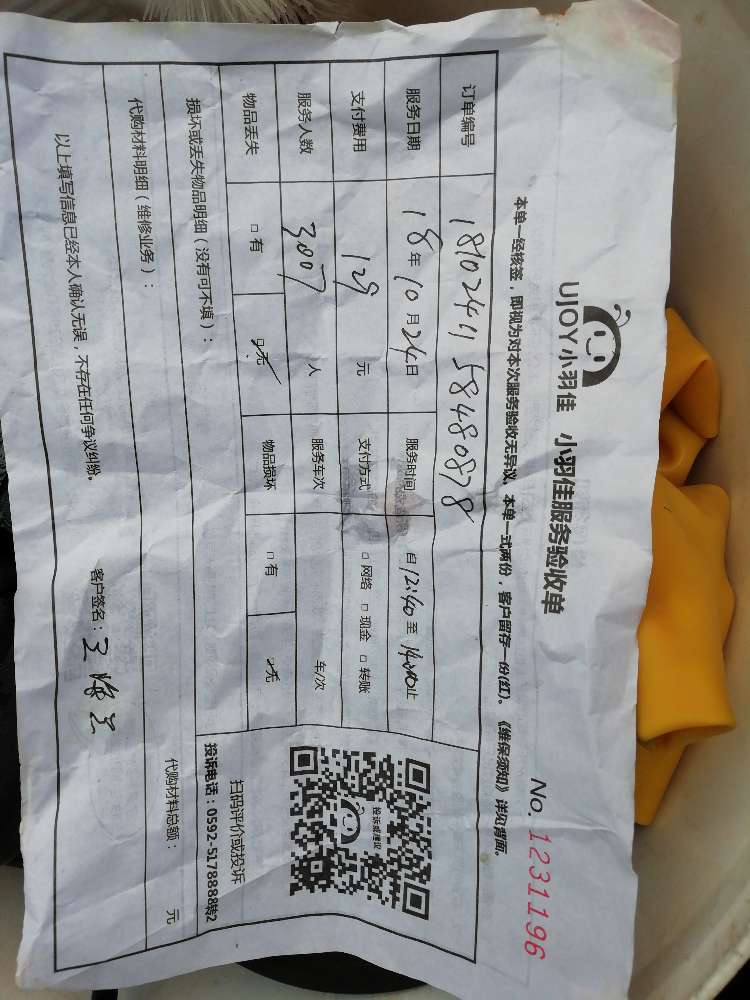 UJOY小羽佳 小羽佳服务验收单
No. 1231196
本单一经核签，即视为对本次服务验收无异议。本单一式两份，客户留存一份(红)。《维保须知》详见背面。
订单编号 1810241158480878
服务日期 18年10月24日 服务时间 自12:40至14:00止
支付费用 129 元 支付方式 □网络 □现金 □转账
服务人数 3007 人 服务车次 车/次
物品丢失 □有 □无 物品损坏 □有 □无
损坏或丢失物品明细（没有可不填）：
代购材料明细（维修业务）：
代购材料总额： 元
投诉或建议
扫码评价或投诉
投诉电话：0592-5178888转2
以上填写信息已经本人确认无误，不存在任何争议纠纷。
客户签名：